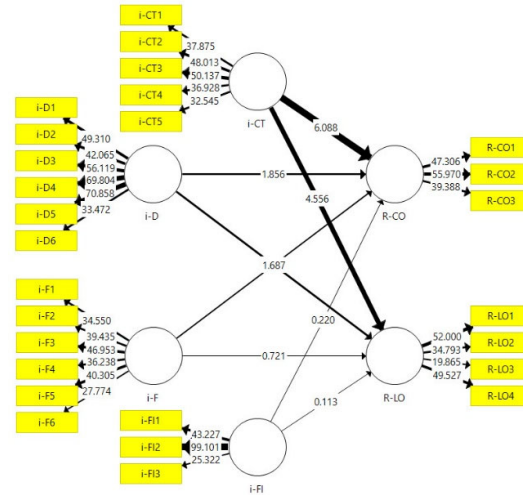 i-CT1
i-CT2
i-CT3
i-CT4
i-CT5
37.875
48.013
50.137
36.928
32.545
i-CT
6.088
i-D1
i-D2
i-D3
i-D4
i-D5
i-D6
49.310
42.065
56.119
69.804
70.858
33.472
i-D
1.856
4.556
R-CO
47.306
55.970
39.388
R-CO1
R-CO2
R-CO3
1.687
i-F1
i-F2
i-F3
i-F4
i-F5
i-F6
34.550
39.435
46.953
36.238
40.305
27.774
i-F
0.220
0.721
0.113
R-LO
52.000
34.793
19.865
49.527
R-LO1
R-LO2
R-LO3
R-LO4
i-FI1
i-FI2
i-FI3
43.227
99.101
25.322
i-FI